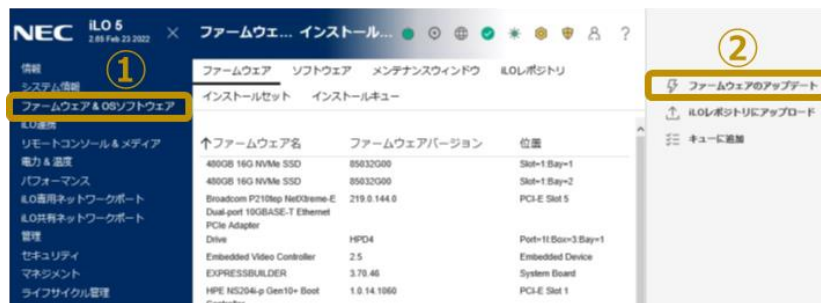 NEC
iLO 5
2.65 Feb 23 2022
×
ファームウェ... インストール...
?
①
②
情報
システム情報
ファームウェア & OSソフトウェア
iLO連携
リモートコンソール & メディア
電力 & 温度
パフォーマンス
iLO専用ネットワークポート
iLO共有ネットワークポート
管理
セキュリティ
マネジメント
ライフサイクル管理
ファームウェア ソフトウェア メンテナンスウィンドウ iLOレポジトリ
インストールセット インストールキュー
↑ファームウェア名 ファームウェアバージョン 位置
480GB 16G NVMe SSD 85032G00 Slot=1:Bay=1
480GB 16G NVMe SSD 85032G00 Slot=1:Bay=2
Broadcom P210tep NetXtreme-E 219.0.144.0 PCI-E Slot 5
Dual-port 10GBASE-T Ethernet
PCIe Adapter
Drive HPD4 Port=1I:Box=3:Bay=1
Embedded Video Controller 2.5 Embedded Device
EXPRESSBUILDER 3.70.46 System Board
HPE NS204i-p Gen10+ Boot 1.0.14.1060 PCI-E Slot 1
ファームウェアのアップデート
iLOレポジトリにアップロード
キューに追加